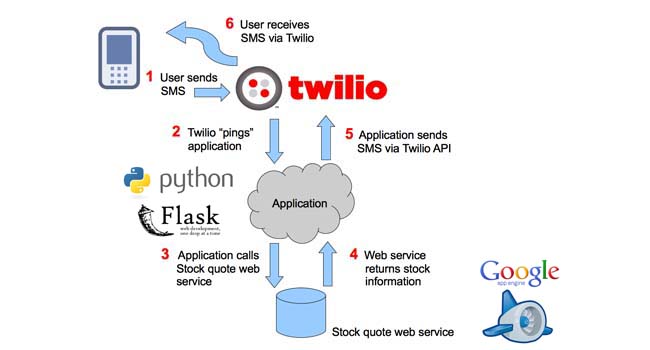 6 User receives
SMS via Twilio
1 User sends
SMS
twilio
2 Twilio “pings”
application
5 Application sends
SMS via Twilio API
python
Flask
web development,
one drop at a time
Application
3 Application calls
Stock quote web
service
4 Web service
returns stock
information
Google
app engine
Stock quote web service